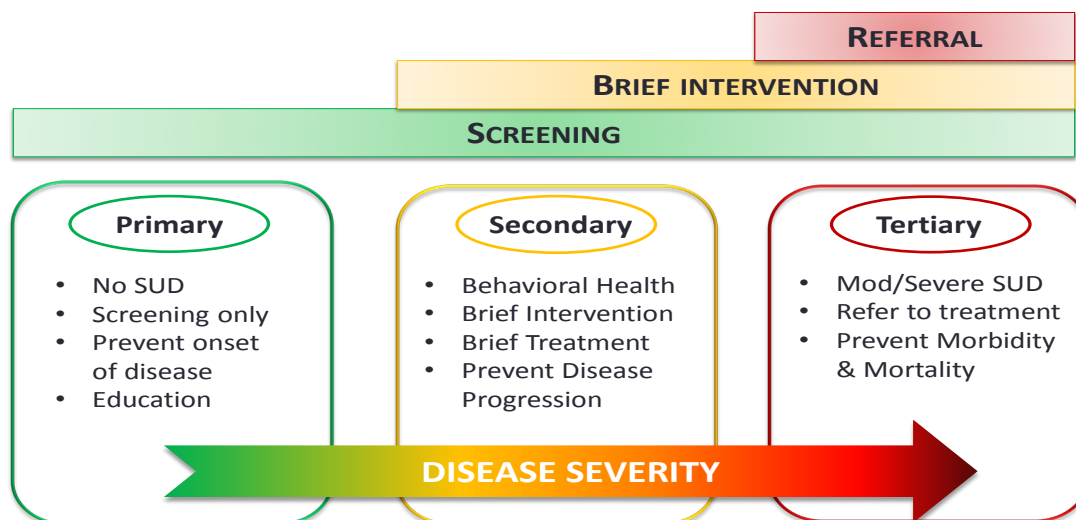 REFERRAL
BRIEF INTERVENTION
SCREENING
Primary
• No SUD
• Screening only
• Prevent onset
of disease
• Education
Secondary
• Behavioral Health
• Brief Intervention
• Brief Treatment
• Prevent Disease
Progression
Tertiary
• Mod/Severe SUD
• Refer to treatment
• Prevent Morbidity
& Mortality
DISEASE SEVERITY